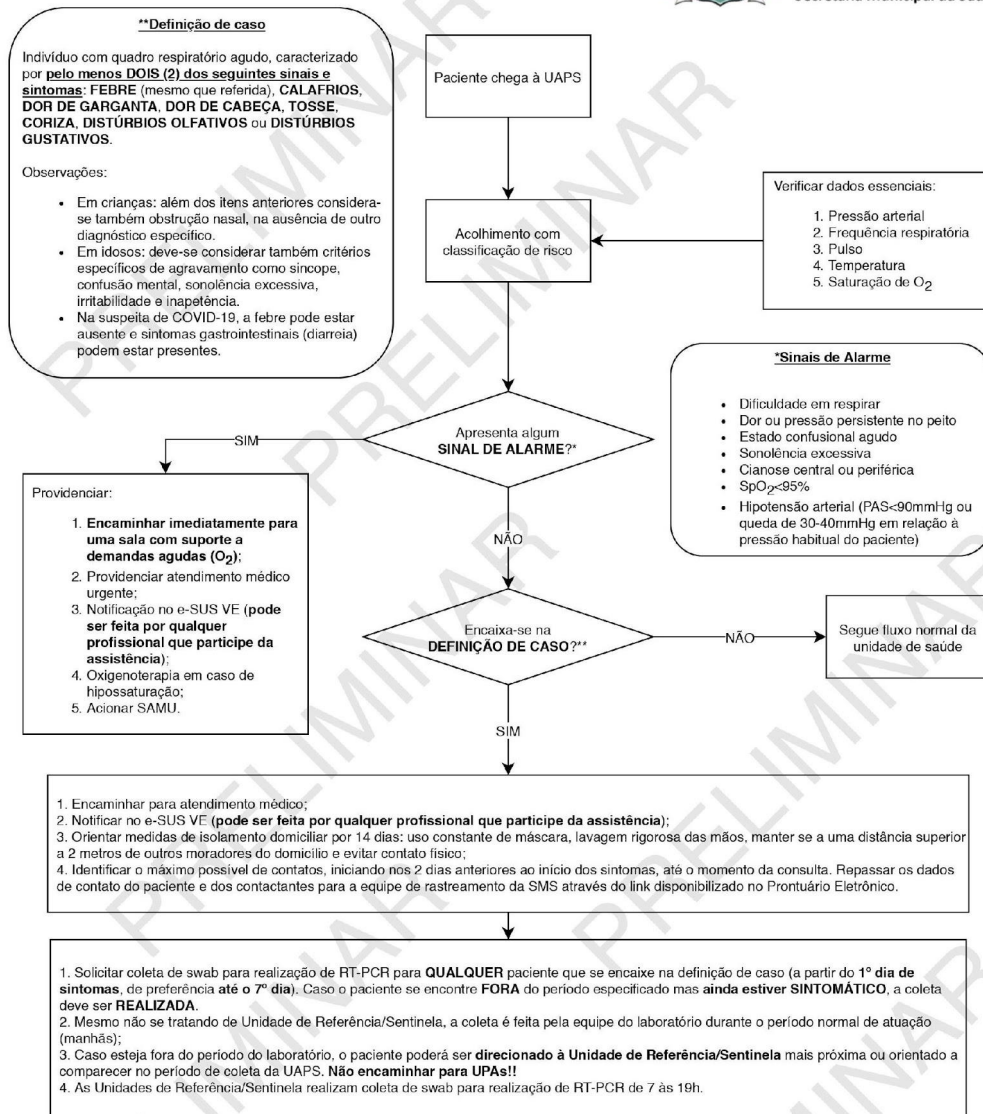 Secretaria Municipal da Saúde
**Definição de caso
Indivíduo com quadro respiratório agudo, caracterizado
por pelo menos DOIS (2) dos seguintes sinais e
sintomas: FEBRE (mesmo que referida), CALAFRIOS,
DOR DE GARGANTA, DOR DE CABEÇA, TOSSE,
CORIZA, DISTÚRBIOS OLFATIVOS ou DISTÚRBIOS
GUSTATIVOS.
Observações:
• Em crianças: além dos itens anteriores considera-
se também obstrução nasal, na ausência de outro
diagnóstico específico.
• Em idosos: deve-se considerar também critérios
específicos de agravamento como síncope,
confusão mental, sonolência excessiva,
irritabilidade e inapetência.
• Na suspeita de COVID-19, a febre pode estar
ausente e sintomas gastrointestinais (diarreia)
podem estar presentes.
Paciente chega à UAPS
Acolhimento com
classificação de risco
Verificar dados essenciais:
1. Pressão arterial
2. Frequência respiratória
3. Pulso
4. Temperatura
5. Saturação de O2
*Sinais de Alarme
• Dificuldade em respirar
• Dor ou pressão persistente no peito
• Estado confusional agudo
• Sonolência excessiva
• Cianose central ou periférica
• SpO2<95%
• Hipotensão arterial (PAS<90mmHg ou
queda de 30-40mmHg em relação à
pressão habitual do paciente)
Apresenta algum
SINAL DE ALARME?*
SIM
Providenciar:
1. Encaminhar imediatamente para
uma sala com suporte a
demandas agudas (O2);
2. Providenciar atendimento médico
urgente;
3. Notificação no e-SUS VE (pode
ser feita por qualquer
profissional que participe da
assistência);
4. Oxigenoterapia em caso de
hipossaturação;
5. Acionar SAMU.
NÃO
Encaixa-se na
DEFINIÇÃO DE CASO?**
NÃO
Segue fluxo normal da
unidade de saúde
SIM
1. Encaminhar para atendimento médico;
2. Notificar no e-SUS VE (pode ser feita por qualquer profissional que participe da assistência);
3. Orientar medidas de isolamento domiciliar por 14 dias: uso constante de máscara, lavagem rigorosa das mãos, manter se a uma distância superior
a 2 metros de outros moradores do domicílio e evitar contato físico;
4. Identificar o máximo possível de contatos, iniciando nos 2 dias anteriores ao início dos sintomas, até o momento da consulta. Repassar os dados
de contato do paciente e dos contactantes para a equipe de rastreamento da SMS através do link disponibilizado no Prontuário Eletrônico.
1. Solicitar coleta de swab para realização de RT-PCR para QUALQUER paciente que se encaixe na definição de caso (a partir do 1º dia de
sintomas, de preferência até o 7º dia). Caso o paciente se encontre FORA do período especificado mas ainda estiver SINTOMÁTICO, a coleta
deve ser REALIZADA.
2. Mesmo não se tratando de Unidade de Referência/Sentinela, a coleta é feita pela equipe do laboratório durante o período normal de atuação
(manhãs);
3. Caso esteja fora do período do laboratório, o paciente poderá ser direcionado à Unidade de Referência/Sentinela mais próxima ou orientado a
comparecer no período de coleta da UAPS. Não encaminhar para UPAs!!
4. As Unidades de Referência/Sentinela realizam coleta de swab para realização de RT-PCR de 7 às 19h.
PRELIMINAR
PRELIMINAR
PRELIMINAR
PRELIMINAR
PRELIMINAR